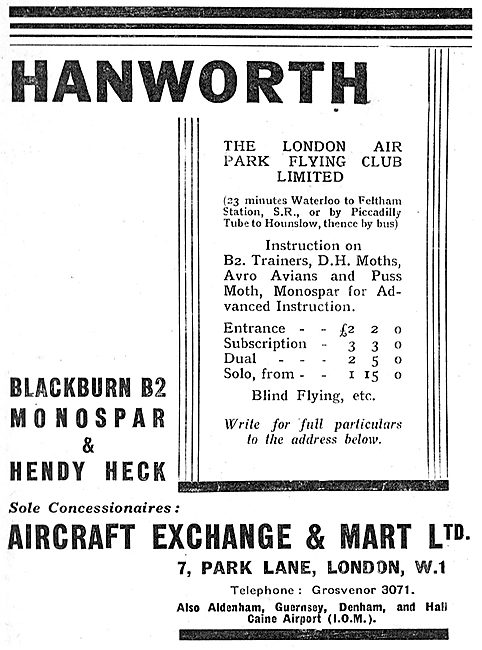 HANWORTH
THE LONDON AIR
PARK FLYING CLUB
LIMITED
(23 minutes Waterloo to Feltham
Station, S.R., or by Piccadilly
Tube to Hounslow, thence by bus)
Instruction on
B2. Trainers, D.H. Moths,
Avro Avians and Puss
Moth, Monospar for Ad-
vanced Instruction.
Entrance - - £2 2 0
Subscription - 3 3 0
Dual - - - 2 5 0
Solo, from - - 1 15 0
Blind Flying, etc.
Write for full particulars
to the address below.
BLACKBURN B2
MONOSPAR
&
HENDY HECK
Sole Concessionaires:
AIRCRAFT EXCHANGE & MART LTD.
7, PARK LANE, LONDON, W.1
Telephone: Grosvenor 3071.
Also Aldenham, Guernsey, Denham, and Hall
Caine Airport (I.O.M.).